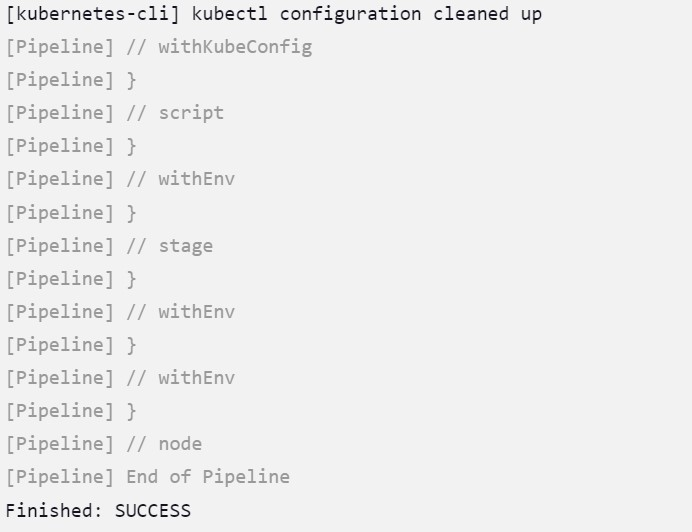 [kubernetes-cli] kubectl configuration cleaned up
[Pipeline] // withKubeConfig
[Pipeline] }
[Pipeline] // script
[Pipeline] }
[Pipeline] // withEnv
[Pipeline] }
[Pipeline] // stage
[Pipeline] }
[Pipeline] // withEnv
[Pipeline] }
[Pipeline] // withEnv
[Pipeline] }
[Pipeline] // node
[Pipeline] End of Pipeline
Finished: SUCCESS